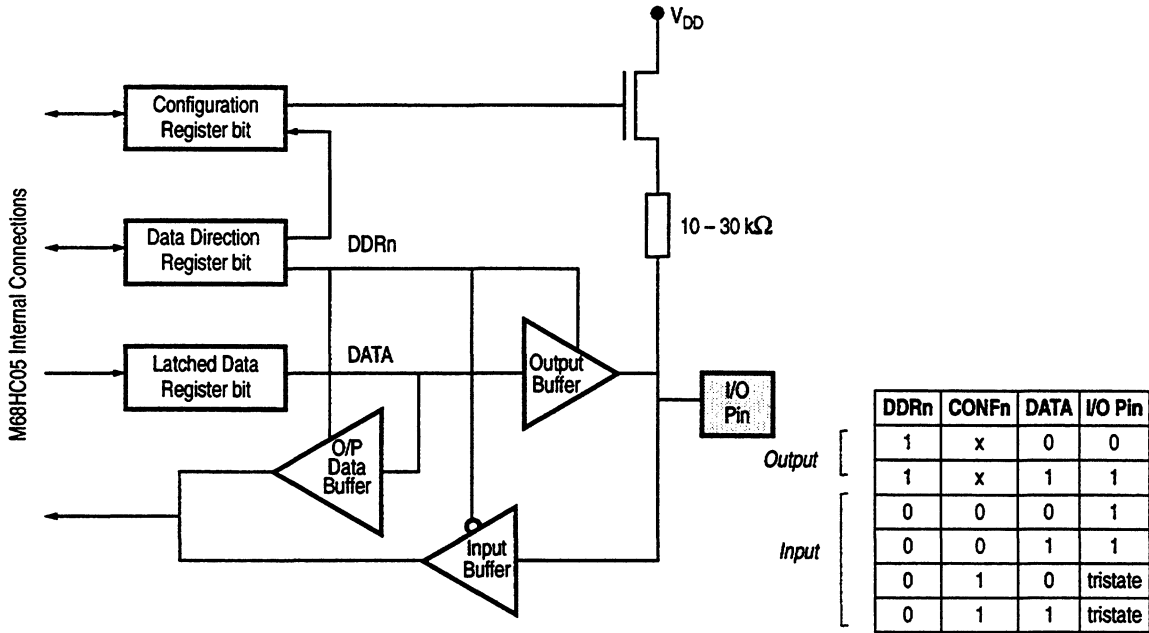 VDD
Configuration
Register bit
10 – 30 kΩ
M68HC05 Internal Connections
Data Direction
Register bit
DDRn
Latched Data
Register bit
DATA
Output
Buffer
I/O
Pin
O/P
Data
Buffer
Input
Buffer
DDRn CONFn DATA I/O Pin
Output
1 x 0 0
1 x 1 1
Input
0 0 0 1
0 0 1 1
0 1 0 tristate
0 1 1 tristate